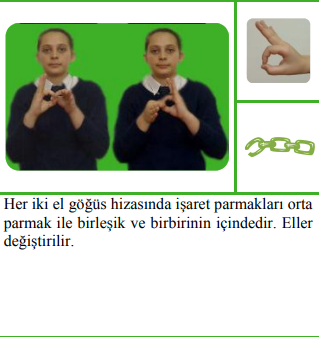 Her iki el göğüs hizasında işaret parmakları orta
parmak ile birleşik ve birbirinin içindedir. Eller
değiştirilir.